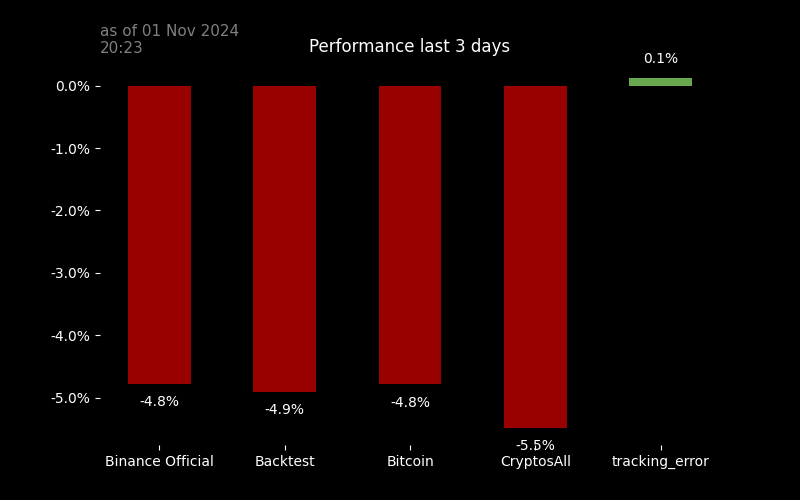 as of 01 Nov 2024
20:23
Performance last 3 days
0.1%
0.0%
-1.0%
-2.0%
-3.0%
-4.0%
-5.0%
-4.8%
-4.9%
-4.8%
-5.5%
Binance Official
Backtest
Bitcoin
CryptosAll
tracking_error